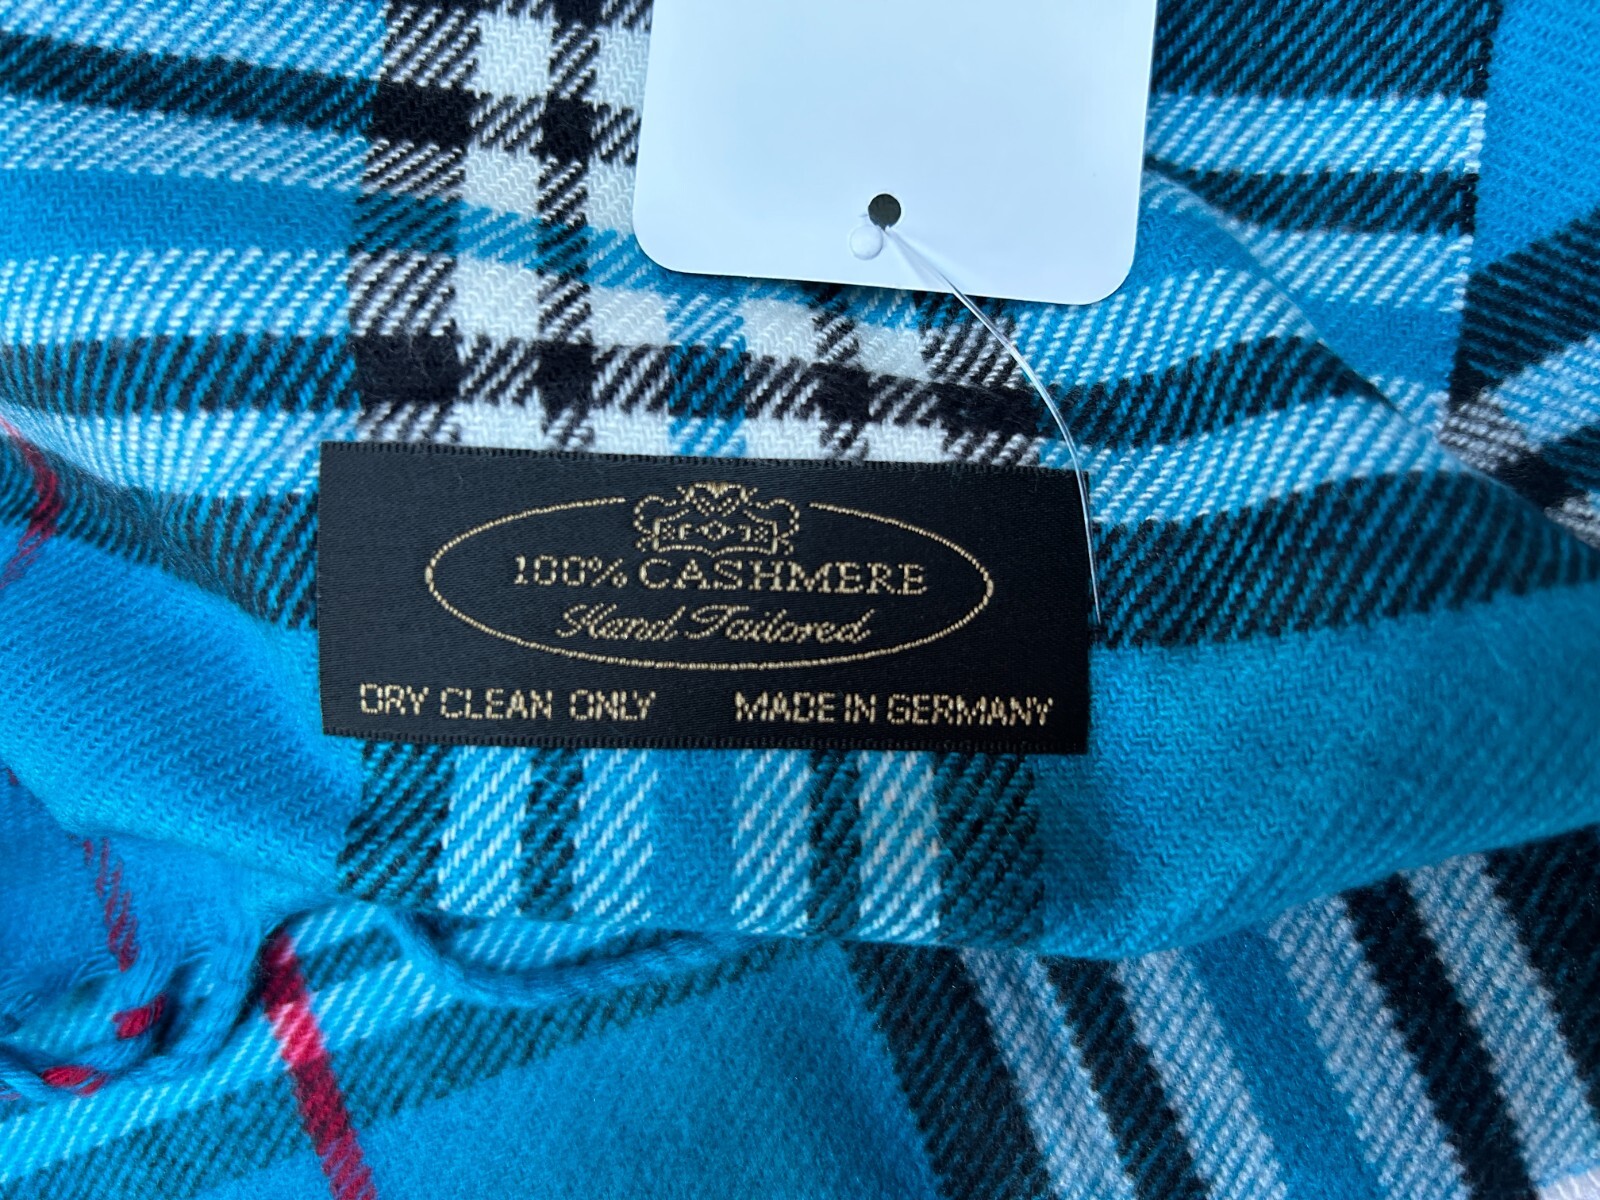 100% CASHMERE
Hand Tailored
DRY CLEAN ONLY MADE IN GERMANY